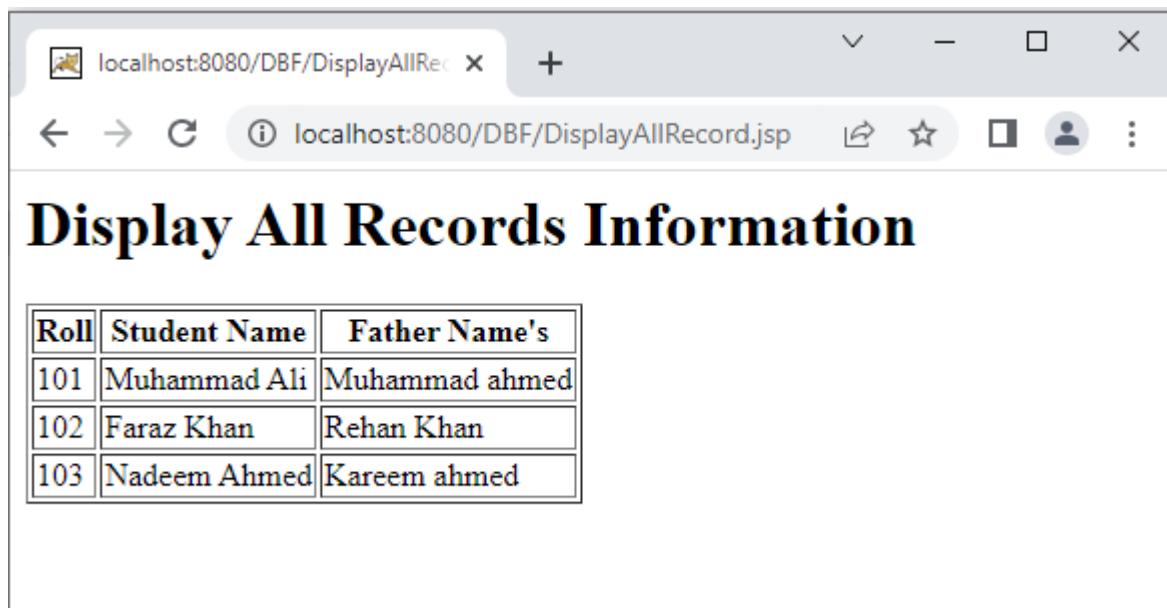 localhost:8080/DBF/DisplayAllRec
localhost:8080/DBF/DisplayAllRecord.jsp
Display All Records Information
Roll Student Name Father Name's
101 Muhammad Ali Muhammad ahmed
102 Faraz Khan Rehan Khan
103 Nadeem Ahmed Kareem ahmed